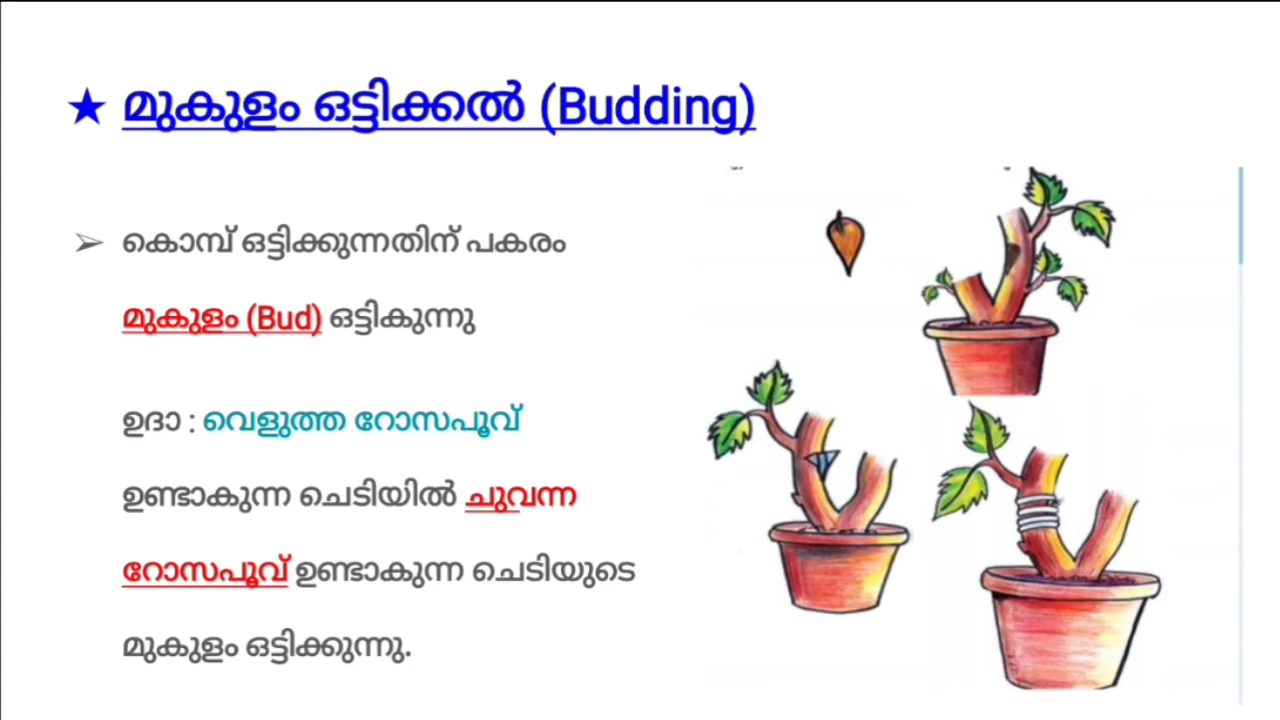 ★ മുകുളം ഒട്ടിക്കൽ (Budding)
➢ കൊമ്പ് ഒട്ടിക്കുന്നതിന് പകരം
മുകുളം (Bud) ഒട്ടികുന്നു
ഉദാ : വെളുത്ത റോസപൂവ്
ഉണ്ടാകുന്ന ചെടിയിൽ ചുവന്ന
റോസപൂവ് ഉണ്ടാകുന്ന ചെടിയുടെ
മുകുളം ഒട്ടിക്കുന്നു.